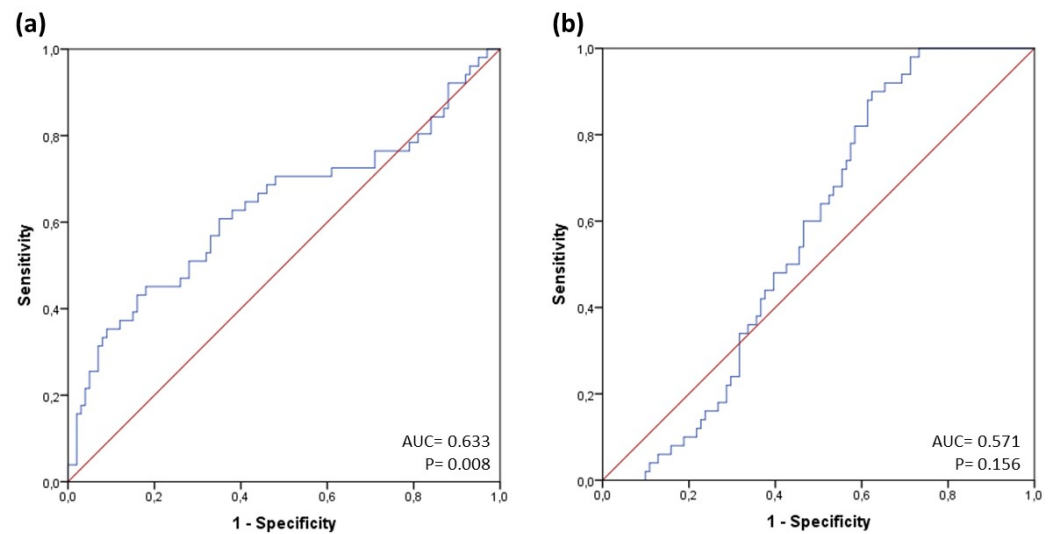 (a)
1,0
0,8
0,6
0,4
0,2
0,0
Sensitivity
AUC= 0.633
P= 0.008
0,0 0,2 0,4 0,6 0,8 1,0
1 - Specificity
(b)
1,0
0,8
0,6
0,4
0,2
0,0
Sensitivity
AUC= 0.571
P= 0.156
0,0 0,2 0,4 0,6 0,8 1,0
1 - Specificity